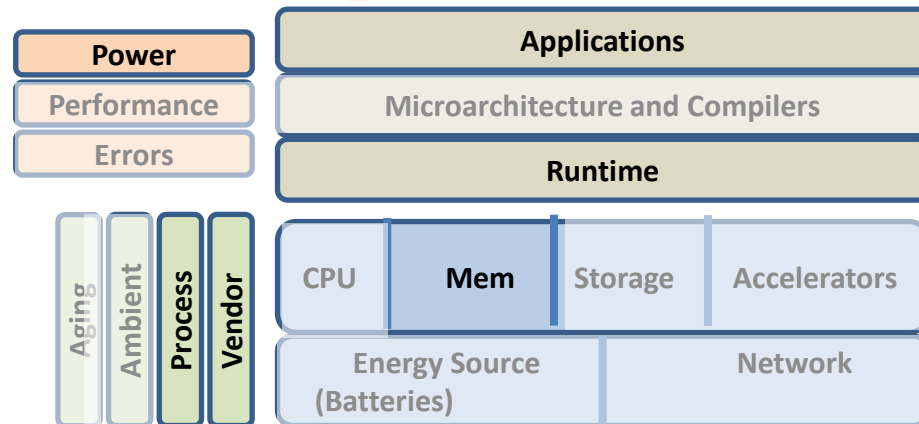 Power
Performance
Errors
Applications
Microarchitecture and Compilers
Runtime
Aging
Ambient
Process
Vendor
CPU
Mem
Storage
Accelerators
Energy Source
(Batteries)
Network